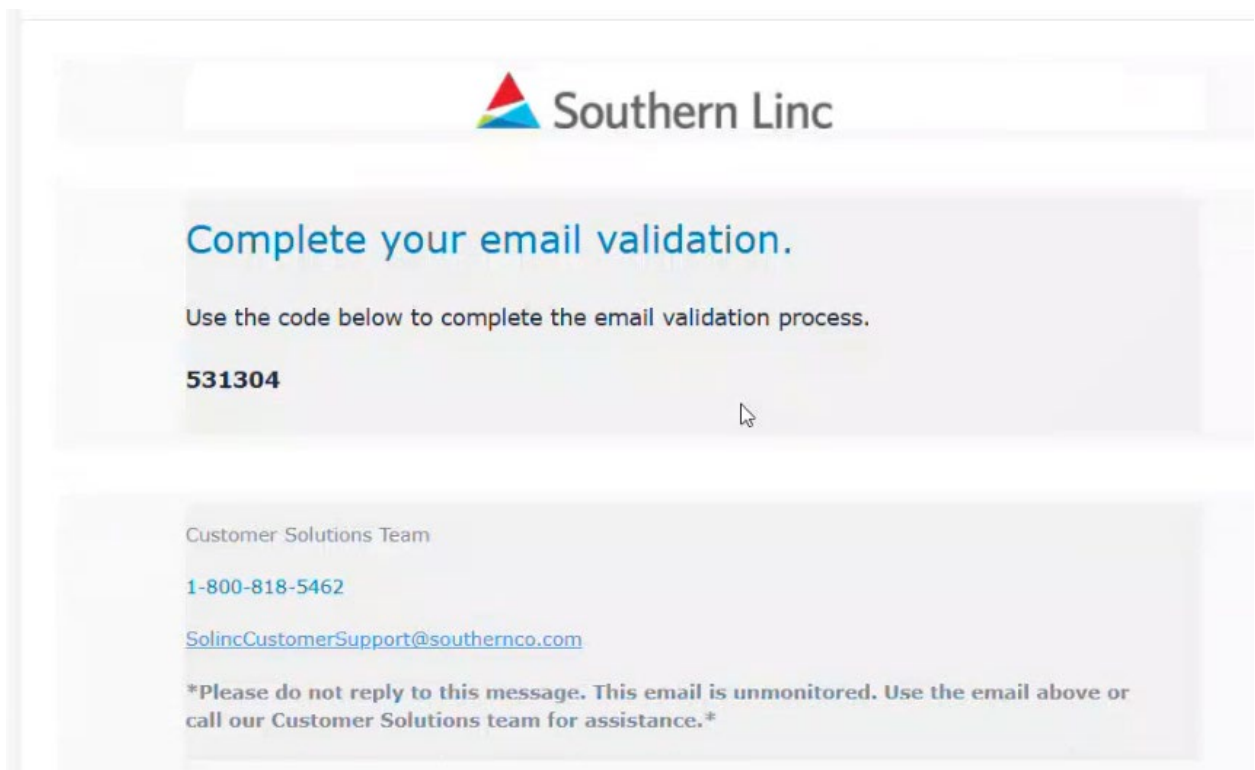 Southern Linc
Complete your email validation.
Use the code below to complete the email validation process.
531304
Customer Solutions Team
1-800-818-5462
SolincCustomerSupport@southernco.com
*Please do not reply to this message. This email is unmonitored. Use the email above or
call our Customer Solutions team for assistance.*